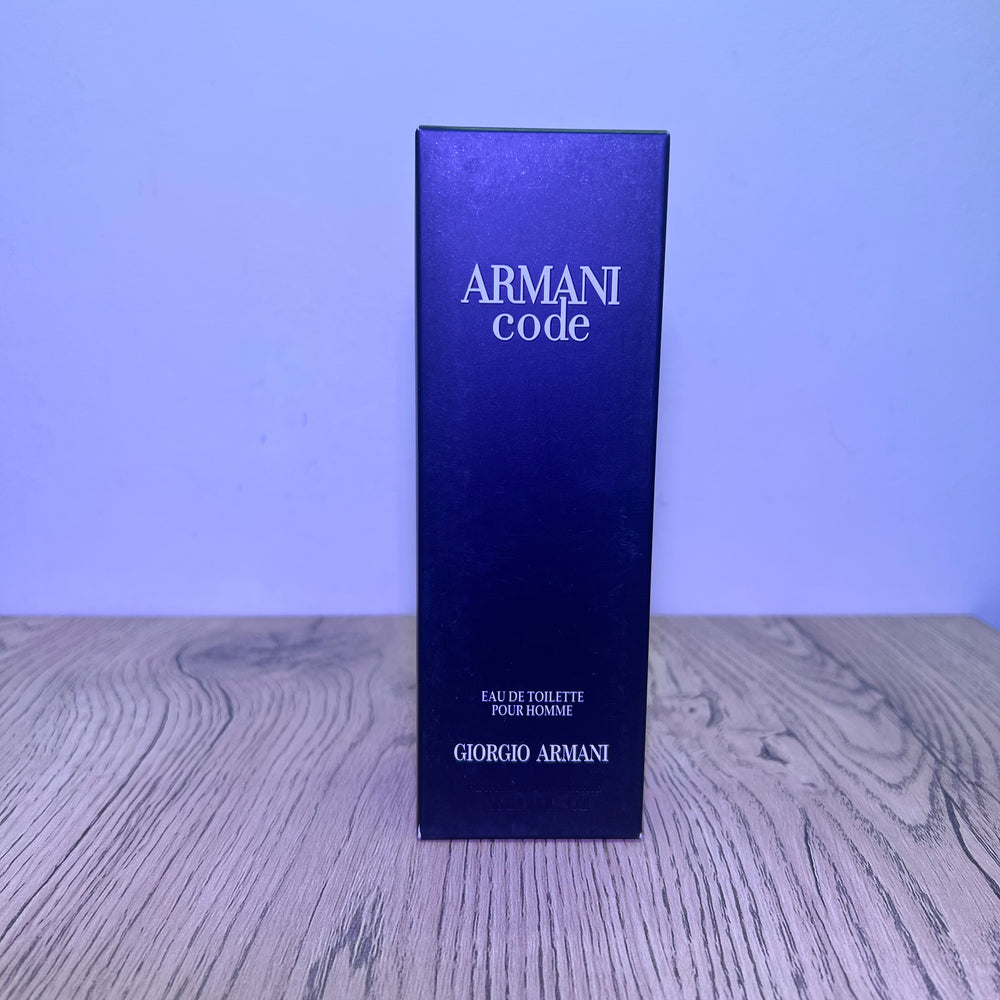 ARMANI
code
EAU DE TOILETTE
POUR HOMME
GIORGIO ARMANI